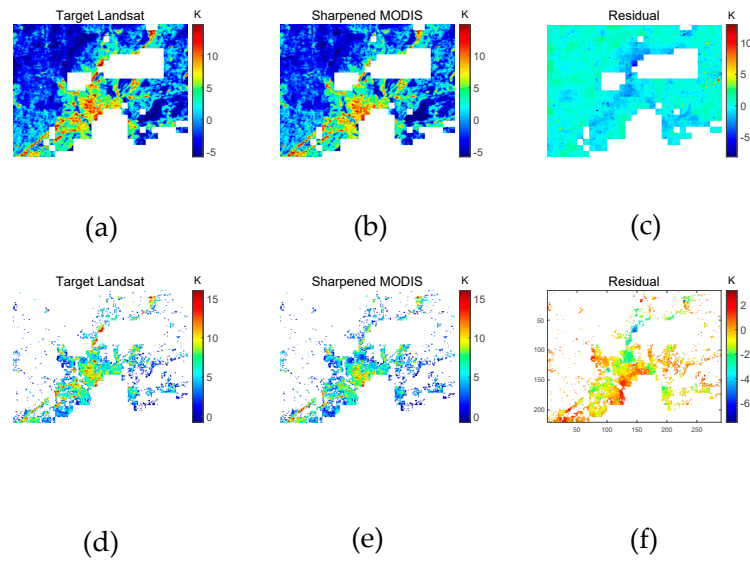 Target Landsat K
Sharpened MODIS K
Residual K
10
5
0
-5
10
5
0
-5
10
5
0
-5
(a)
(b)
(c)
Target Landsat K
Sharpened MODIS K
Residual K
15
10
5
0
15
10
5
0
50
100
150
200
50 100 150 200 250
2
0
-2
-4
-6
(d)
(e)
(f)